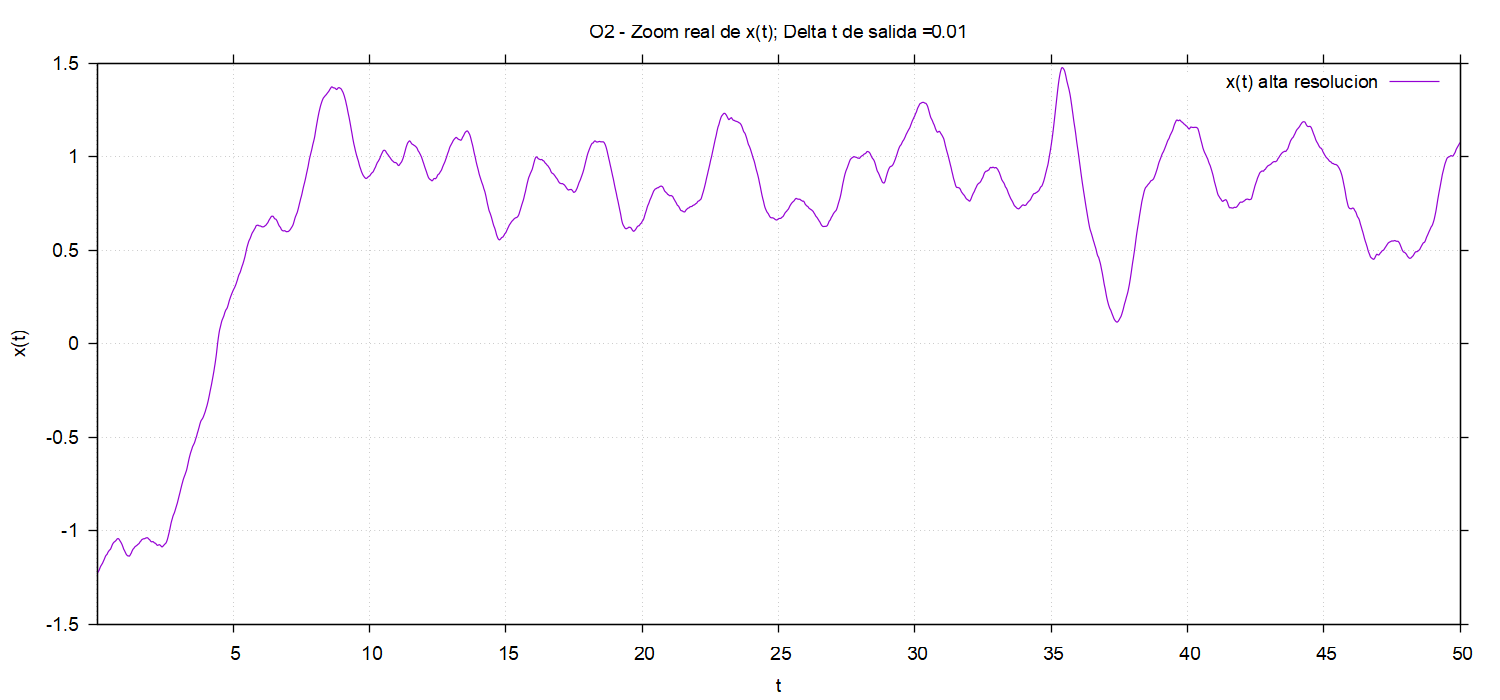 O2 - Zoom real de x(t); Delta t de salida =0.01
x(t) alta resolucion
1.5
1
0.5
0
-0.5
-1
-1.5
x(t)
5 10 15 20 25 30 35 40 45 50
t